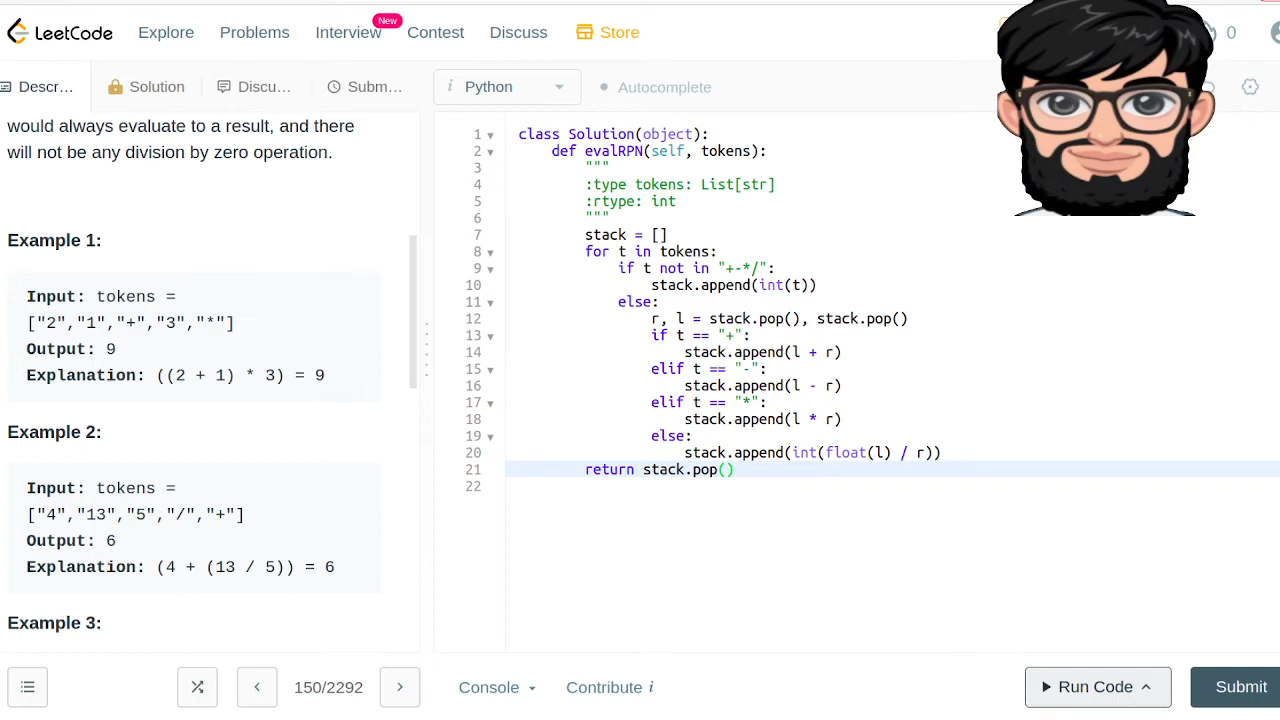 LeetCode Explore Problems Interview New Contest Discuss Store 0
Descr... Solution Discu... Subm... i Python Autocomplete
would always evaluate to a result, and there
will not be any division by zero operation.
Example 1:
Input: tokens =
["2","1","+","3","*"]
Output: 9
Explanation: ((2 + 1) * 3) = 9
Example 2:
Input: tokens =
["4","13","5","/","+"]
Output: 6
Explanation: (4 + (13 / 5)) = 6
Example 3:
1 class Solution(object):
2 def evalRPN(self, tokens):
3 """
4 :type tokens: List[str]
5 :rtype: int
6 """
7 stack = []
8 for t in tokens:
9 if t not in "+-*/":
10 stack.append(int(t))
11 else:
12 r, l = stack.pop(), stack.pop()
13 if t == "+":
14 stack.append(l + r)
15 elif t == "-":
16 stack.append(l - r)
17 elif t == "*":
18 stack.append(l * r)
19 else:
20 stack.append(int(float(l) / r))
21 return stack.pop()
22
150/2292 Console Contribute i Run Code Submit